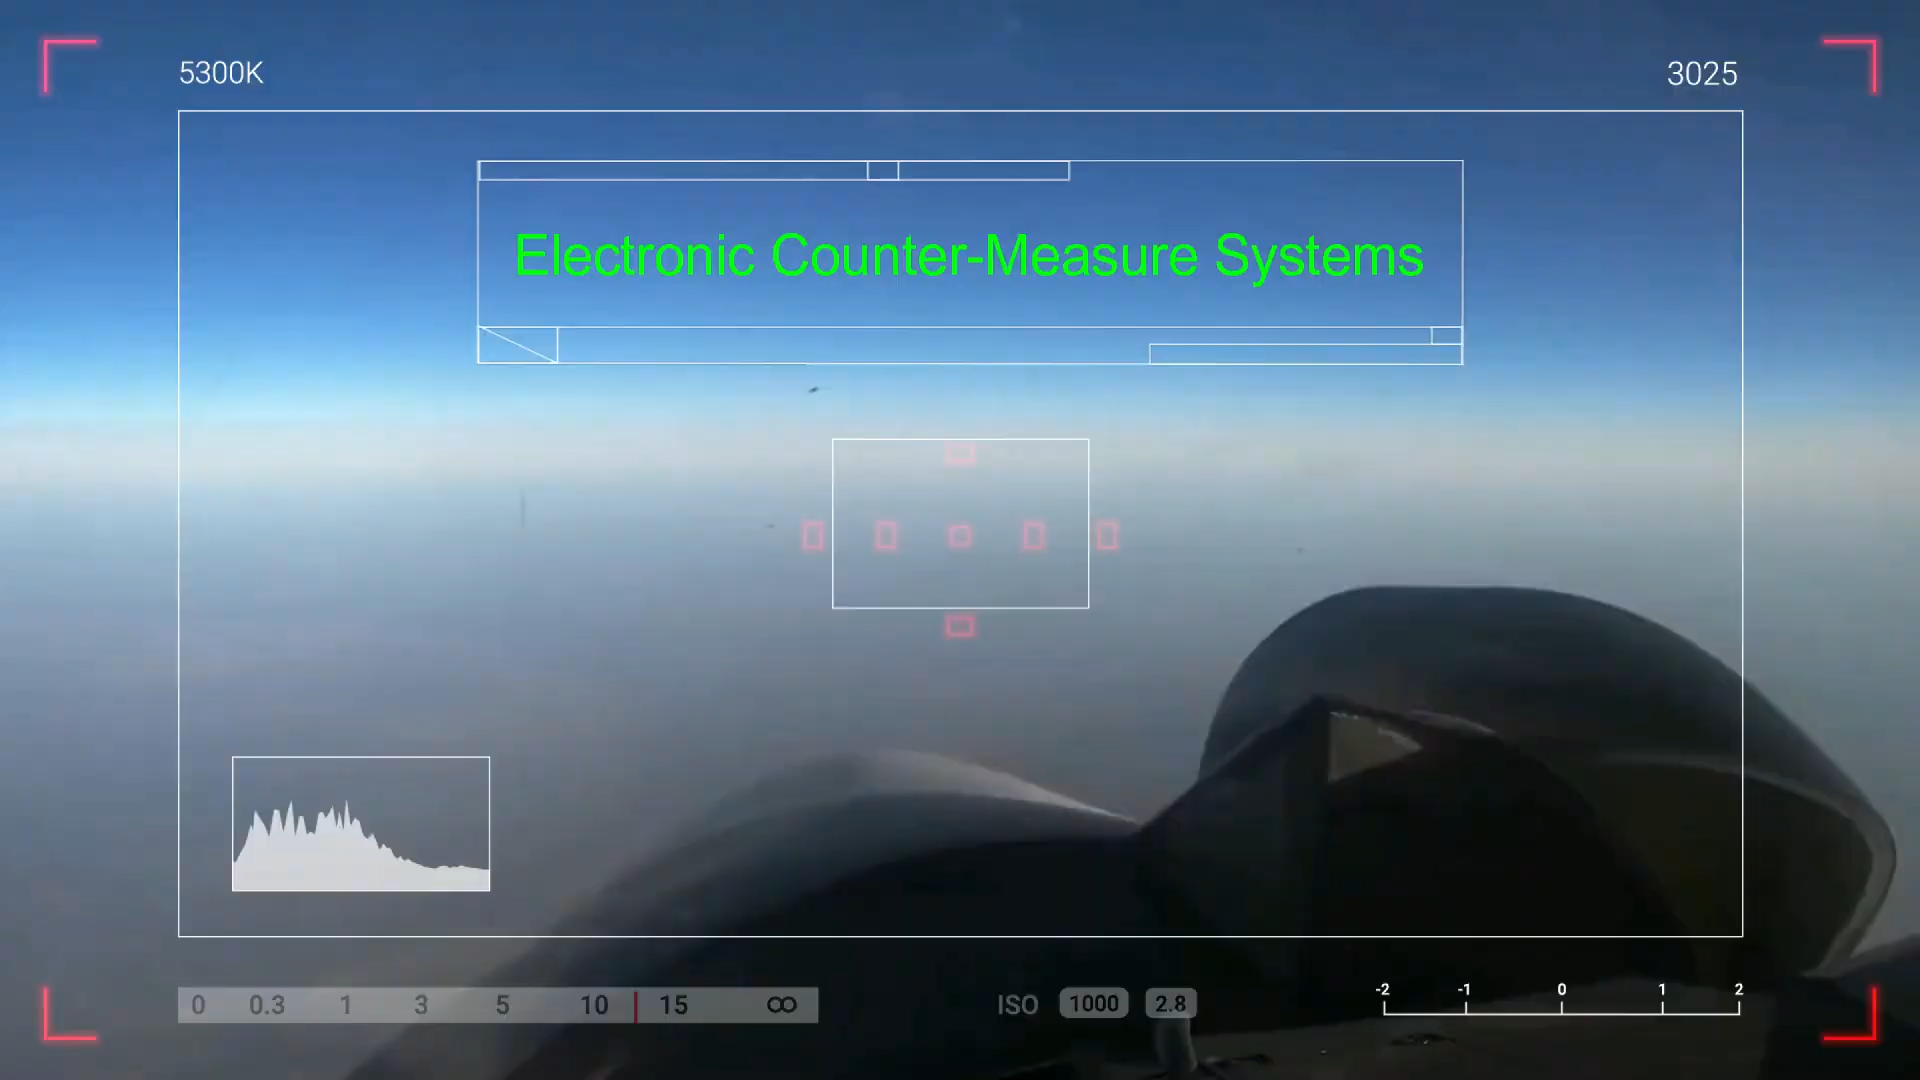 5300K
3025
Electronic Counter-Measure Systems
0 0.3 1 3 5 10 15 ∞
ISO 1000 2.8
-2 -1 0 1 2